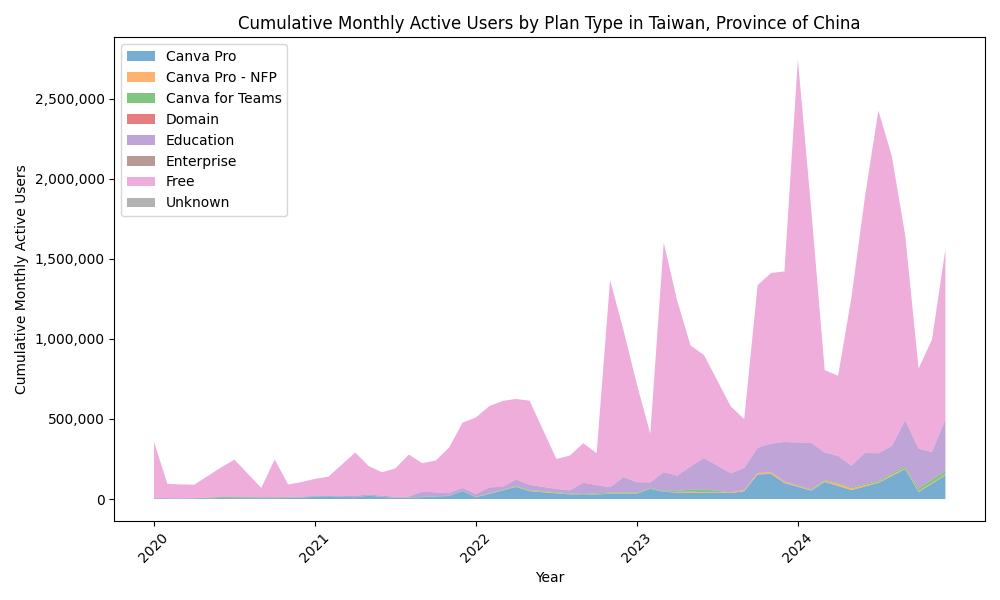 Cumulative Monthly Active Users by Plan Type in Taiwan, Province of China
Canva Pro
Canva Pro - NFP
Canva for Teams
Domain
Education
Enterprise
Free
Unknown
Cumulative Monthly Active Users
2,500,000
2,000,000
1,500,000
1,000,000
500,000
0
2020
2021
2022
2023
2024
Year